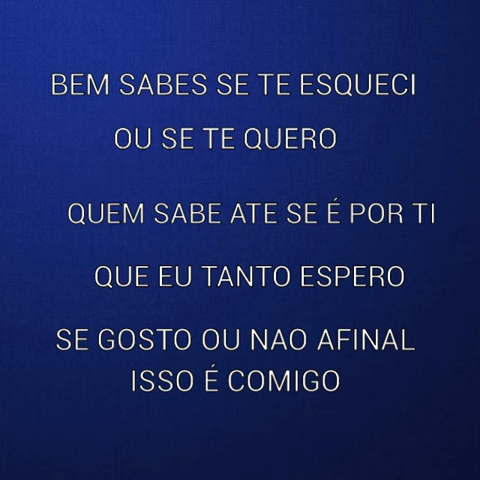 BEM SABES SE TE ESQUECI
OU SE TE QUERO
QUEM SABE ATE SE É POR TI
QUE EU TANTO ESPERO
SE GOSTO OU NAO AFINAL
ISSO É COMIGO